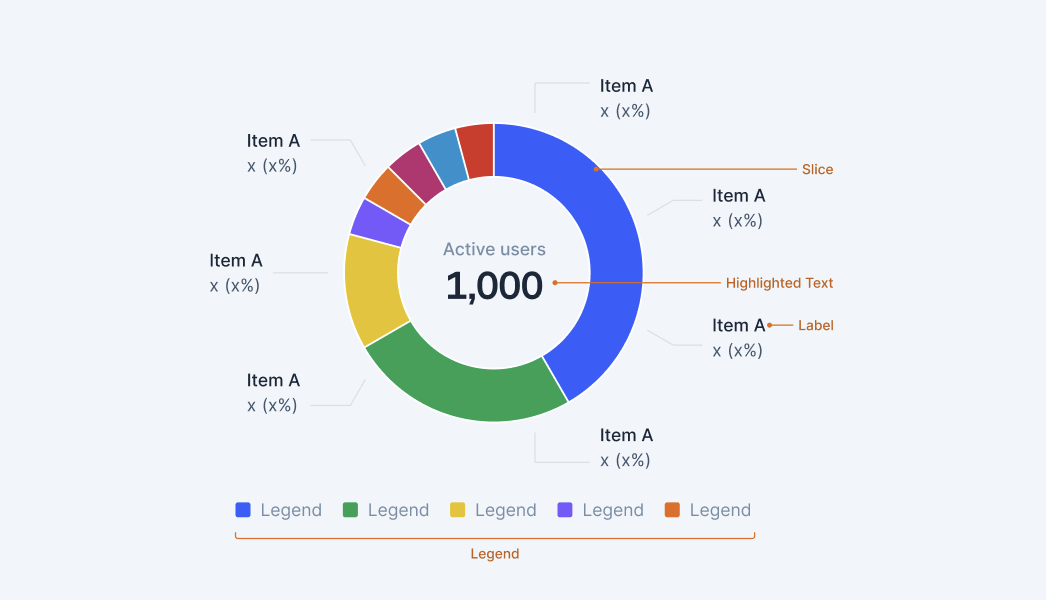 Item A
x (x%)
Item A
x (x%)
Slice
Item A
x (x%)
Active users
1,000
Item A
x (x%)
Highlighted Text
Item A
x (x%)
Label
Item A
x (x%)
Item A
x (x%)
Legend
Legend
Legend
Legend
Legend
Legend